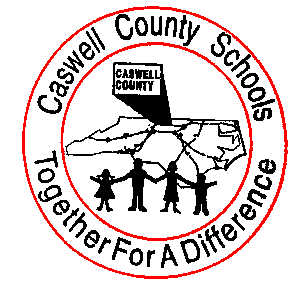 Caswell County Schools
CASWELL
COUNTY
Together For A Difference